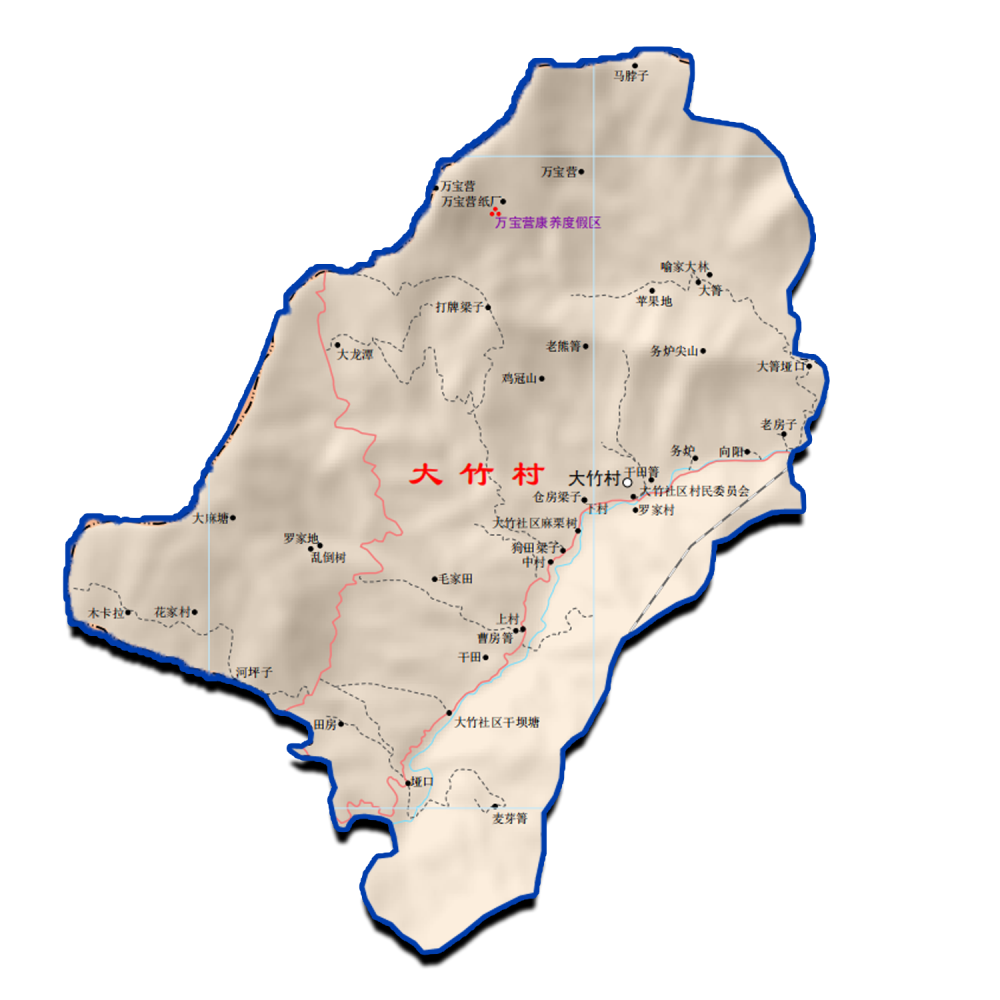 马脖子
万宝营
万宝营
万宝营纸厂
万宝营康养度假区
喻家大林
大箐
苹果地
打牌梁子
老熊箐
务炉尖山
大龙潭
大箐垭口
鸡冠山
老房子
务炉
向阳
大竹村
大竹村
干田箐
大竹社区村民委员会
仓房梁子
下村
罗家村
大麻塘
大竹社区麻栗树
罗家地
乱倒树
狗田梁子
中村
毛家田
木卡拉
花家村
上村
曹房箐
干田
河坪子
田房
大竹社区干坝塘
垭口
麦芽箐